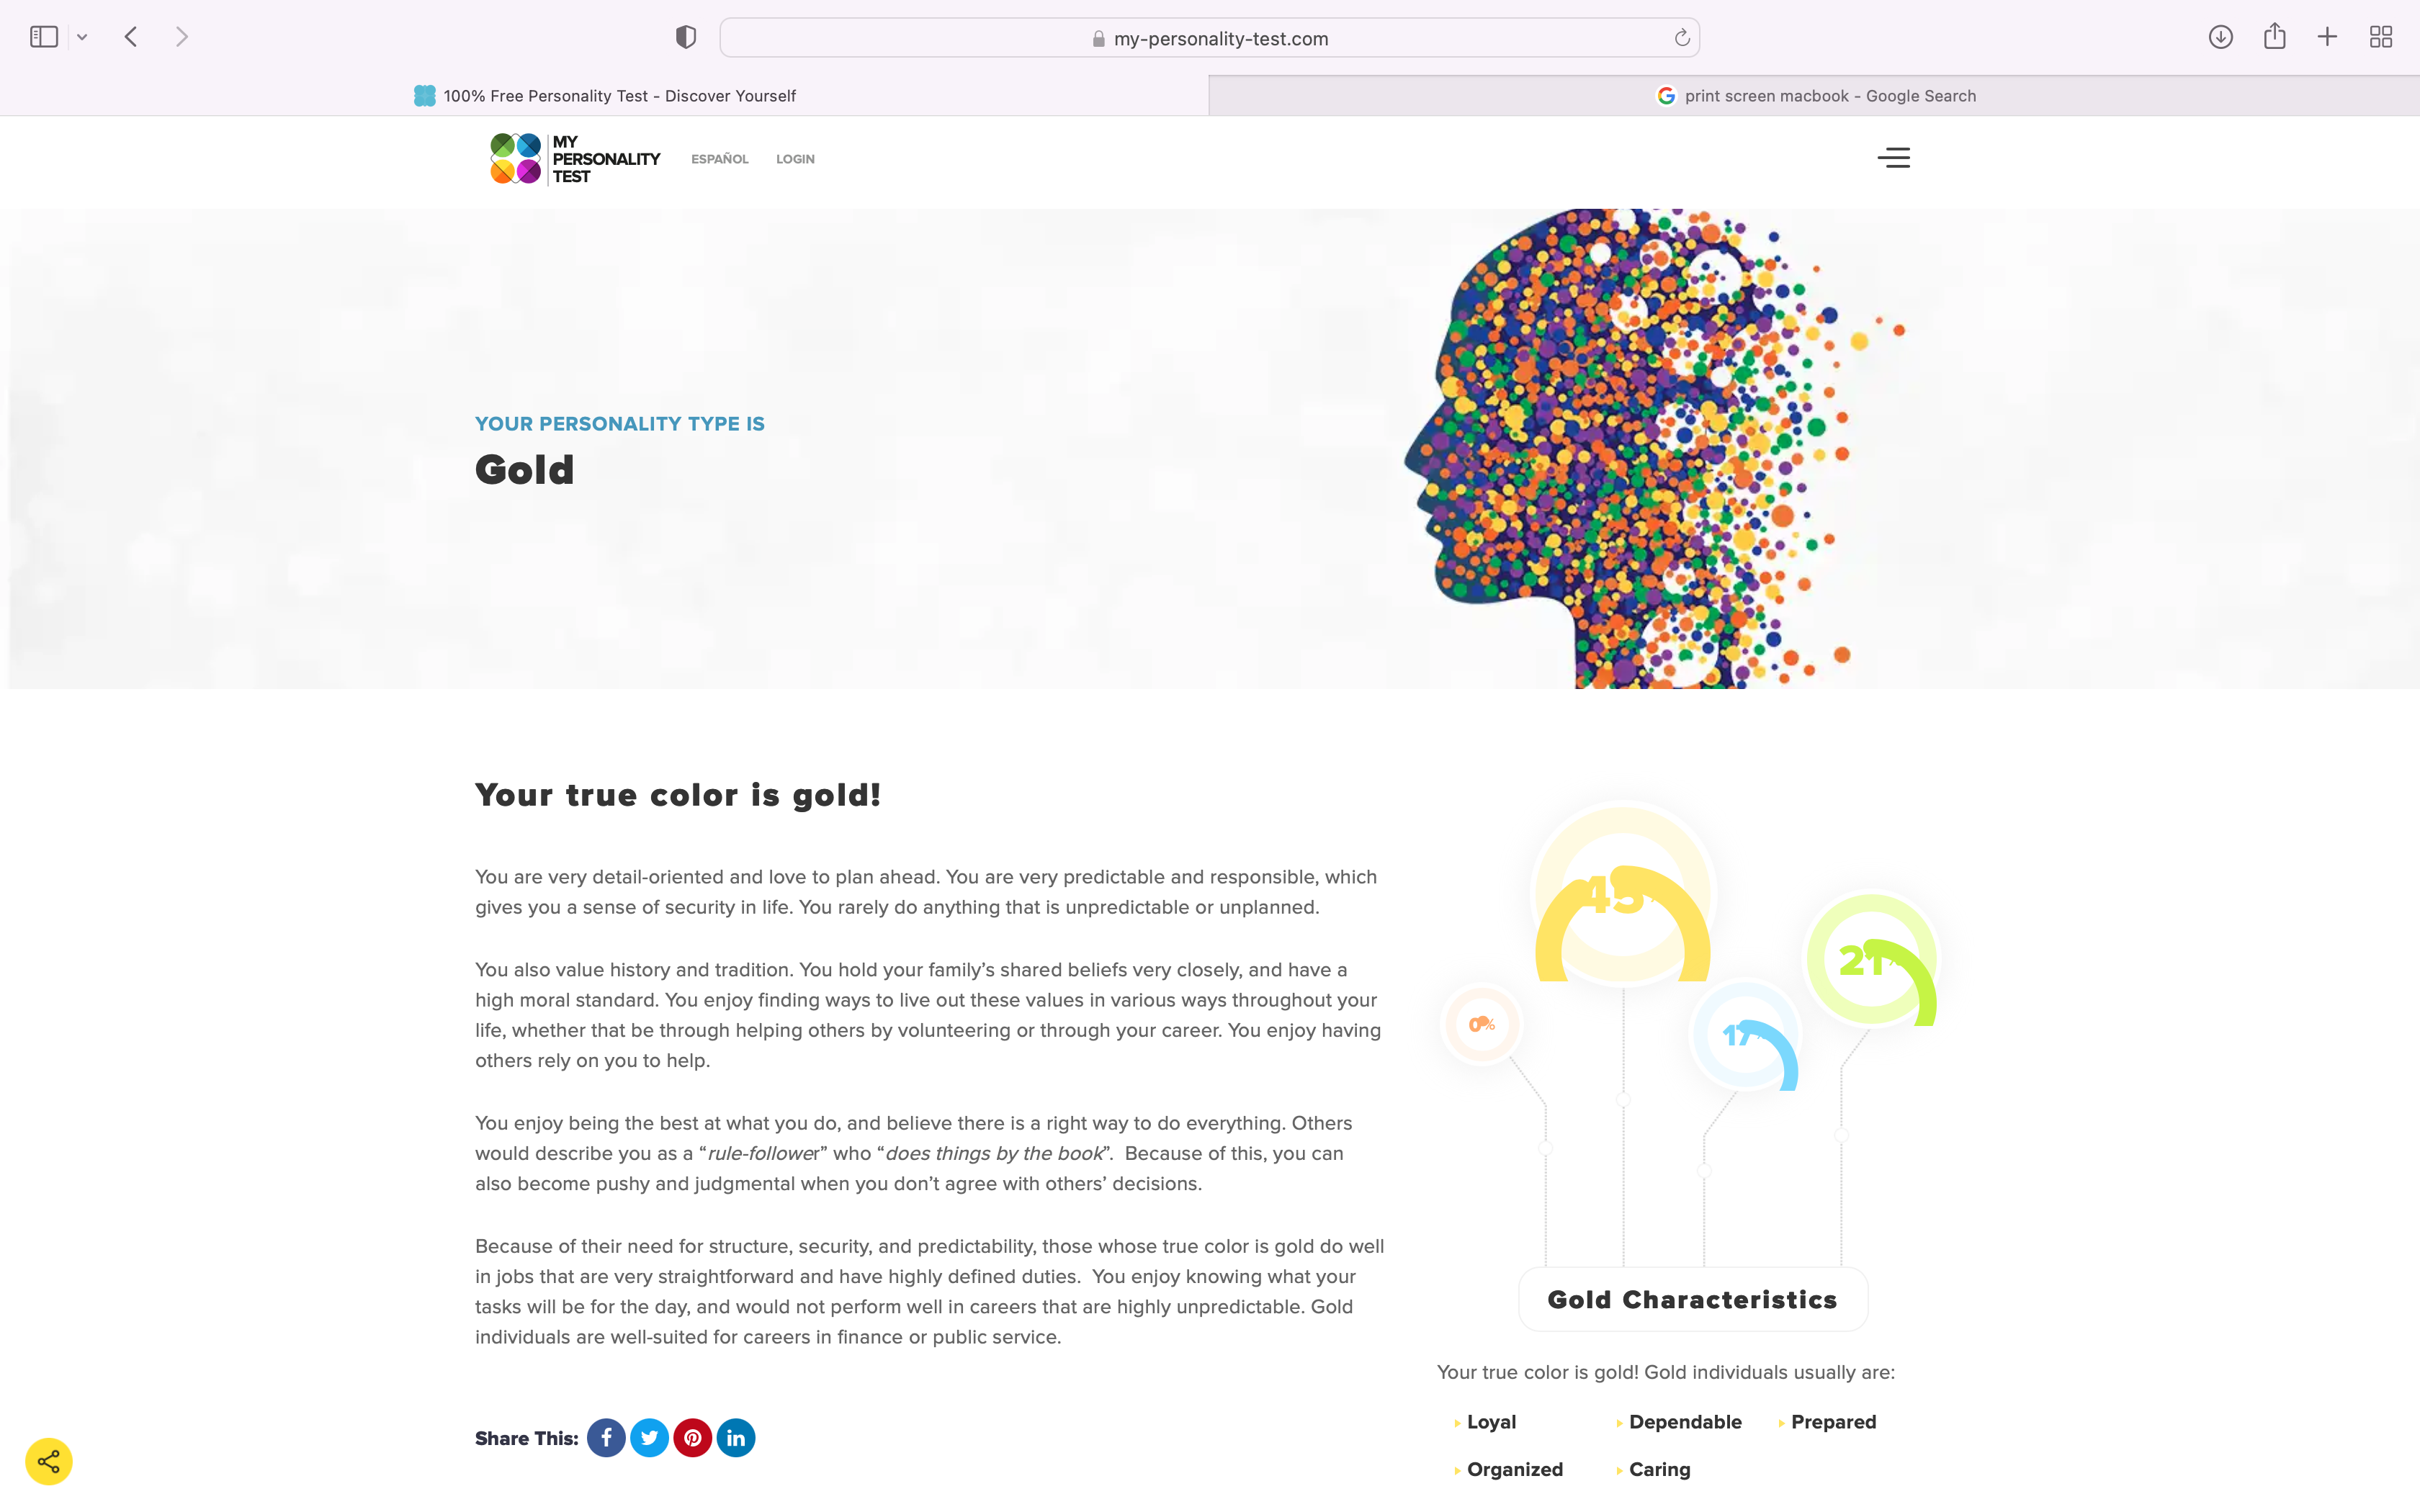 my-personality-test.com
100% Free Personality Test - Discover Yourself
print screen macbook - Google Search
MY
PERSONALITY
TEST
ESPAÑOL
LOGIN
YOUR PERSONALITY TYPE IS
Gold
Your true color is gold!
You are very detail-oriented and love to plan ahead. You are very predictable and responsible, which
gives you a sense of security in life. You rarely do anything that is unpredictable or unplanned.
You also value history and tradition. You hold your family’s shared beliefs very closely, and have a
high moral standard. You enjoy finding ways to live out these values in various ways throughout your
life, whether that be through helping others by volunteering or through your career. You enjoy having
others rely on you to help.
You enjoy being the best at what you do, and believe there is a right way to do everything. Others
would describe you as a “rule-follower” who “does things by the book”.  Because of this, you can
also become pushy and judgmental when you don’t agree with others’ decisions.
Because of their need for structure, security, and predictability, those whose true color is gold do well
in jobs that are very straightforward and have highly defined duties.  You enjoy knowing what your
tasks will be for the day, and would not perform well in careers that are highly unpredictable. Gold
individuals are well-suited for careers in finance or public service.
Share This:
0%
17
21
Gold Characteristics
Your true color is gold! Gold individuals usually are:
Loyal
Dependable
Prepared
Organized
Caring